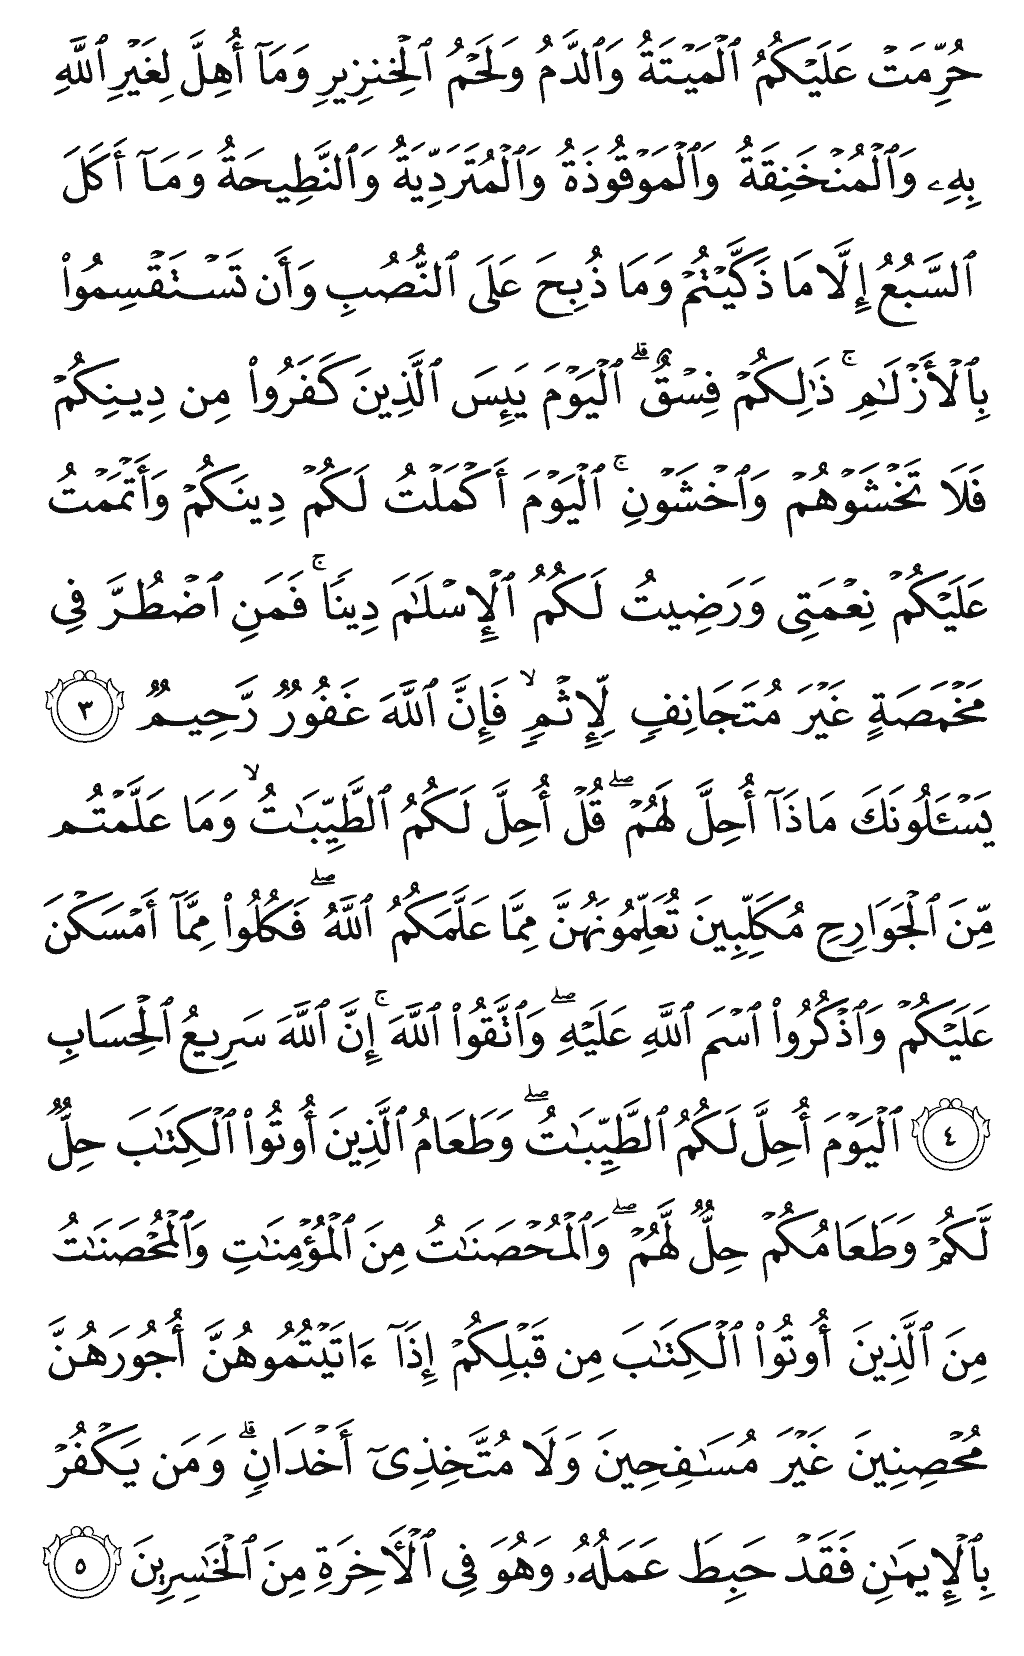 حُرِّمَتۡ عَلَيۡكُمُ ٱلۡمَيۡتَةُ وَٱلدَّمُ وَلَحۡمُ ٱلۡخِنزِيرِ وَمَآ أُهِلَّ لِغَيۡرِ ٱللَّهِ
بِهِۦ وَٱلۡمُنۡخَنِقَةُ وَٱلۡمَوۡقُوذَةُ وَٱلۡمُتَرَدِّيَةُ وَٱلنَّطِيحَةُ وَمَآ أَكَلَ
ٱلسَّبُعُ إِلَّا مَا ذَكَّيۡتُمۡ وَمَا ذُبِحَ عَلَى ٱلنُّصُبِ وَأَن تَسۡتَقۡسِمُواْ
بِٱلۡأَزۡلَٰمِۚ ذَٰلِكُمۡ فِسۡقٌۗ ٱلۡيَوۡمَ يَئِسَ ٱلَّذِينَ كَفَرُواْ مِن دِينِكُمۡ
فَلَا تَخۡشَوۡهُمۡ وَٱخۡشَوۡنِۚ ٱلۡيَوۡمَ أَكۡمَلۡتُ لَكُمۡ دِينَكُمۡ وَأَتۡمَمۡتُ
عَلَيۡكُمۡ نِعۡمَتِي وَرَضِيتُ لَكُمُ ٱلۡإِسۡلَٰمَ دِينٗاۚ فَمَنِ ٱضۡطُرَّ فِي
مَخۡمَصَةٍ غَيۡرَ مُتَجَانِفٖ لِّإِثۡمٖۙ فَإِنَّ ٱللَّهَ غَفُورٞ رَّحِيمٞ ٣
يَسۡـَٔلُونَكَ مَاذَآ أُحِلَّ لَهُمۡۖ قُلۡ أُحِلَّ لَكُمُ ٱلطَّيِّبَٰتُۙ وَمَا عَلَّمۡتُم
مِّنَ ٱلۡجَوَارِحِ مُكَلِّبِينَ تُعَلِّمُونَهُنَّ مِمَّا عَلَّمَكُمُ ٱللَّهُۖ فَكُلُواْ مِمَّآ أَمۡسَكۡنَ
عَلَيۡكُمۡ وَٱذۡكُرُواْ ٱسۡمَ ٱللَّهِ عَلَيۡهِۖ وَٱتَّقُواْ ٱللَّهَۚ إِنَّ ٱللَّهَ سَرِيعُ ٱلۡحِسَابِ
٤ ٱلۡيَوۡمَ أُحِلَّ لَكُمُ ٱلطَّيِّبَٰتُۖ وَطَعَامُ ٱلَّذِينَ أُوتُواْ ٱلۡكِتَٰبَ حِلّٞ
لَّكُمۡ وَطَعَامُكُمۡ حِلّٞ لَّهُمۡۖ وَٱلۡمُحۡصَنَٰتُ مِنَ ٱلۡمُؤۡمِنَٰتِ وَٱلۡمُحۡصَنَٰتُ
مِنَ ٱلَّذِينَ أُوتُواْ ٱلۡكِتَٰبَ مِن قَبۡلِكُمۡ إِذَآ ءَاتَيۡتُمُوهُنَّ أُجُورَهُنَّ
مُحۡصِنِينَ غَيۡرَ مُسَٰفِحِينَ وَلَا مُتَّخِذِيٓ أَخۡدَانٖۗ وَمَن يَكۡفُرۡ
بِٱلۡإِيمَٰنِ فَقَدۡ حَبِطَ عَمَلُهُۥ وَهُوَ فِي ٱلۡأٓخِرَةِ مِنَ ٱلۡخَٰسِرِينَ ٥